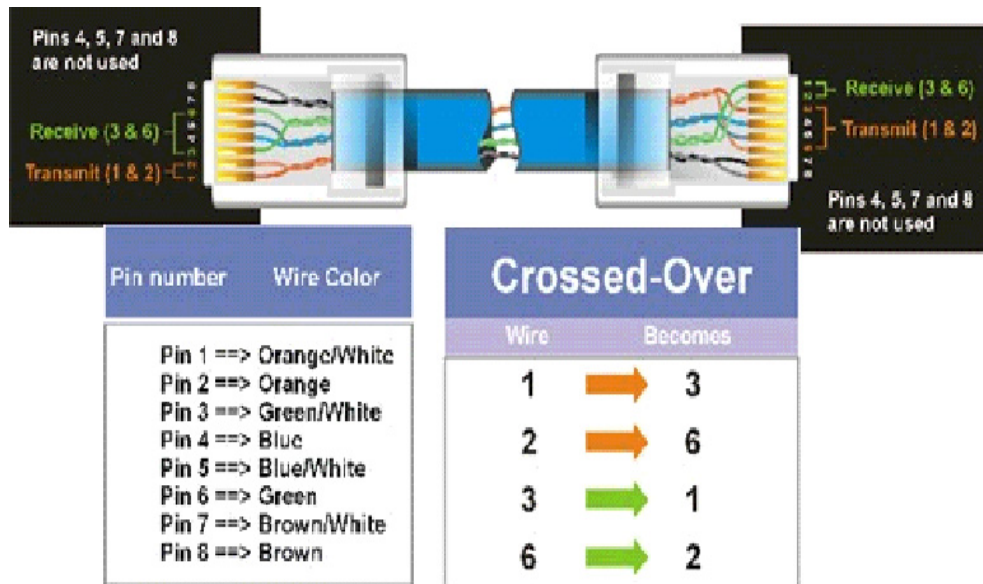 Pins 4, 5, 7 and 8
are not used
Receive (3 & 6)
Transmit (1 & 2)
Receive (3 & 6)
Transmit (1 & 2)
Pins 4, 5, 7 and 8
are not used
Pin number Wire Color
Pin 1 ==> Orange/White
Pin 2 ==> Orange
Pin 3 ==> Green/White
Pin 4 ==> Blue
Pin 5 ==> Blue/White
Pin 6 ==> Green
Pin 7 ==> Brown/White
Pin 8 ==> Brown
Crossed-Over
Wire Becomes
1 3
2 6
3 1
6 2